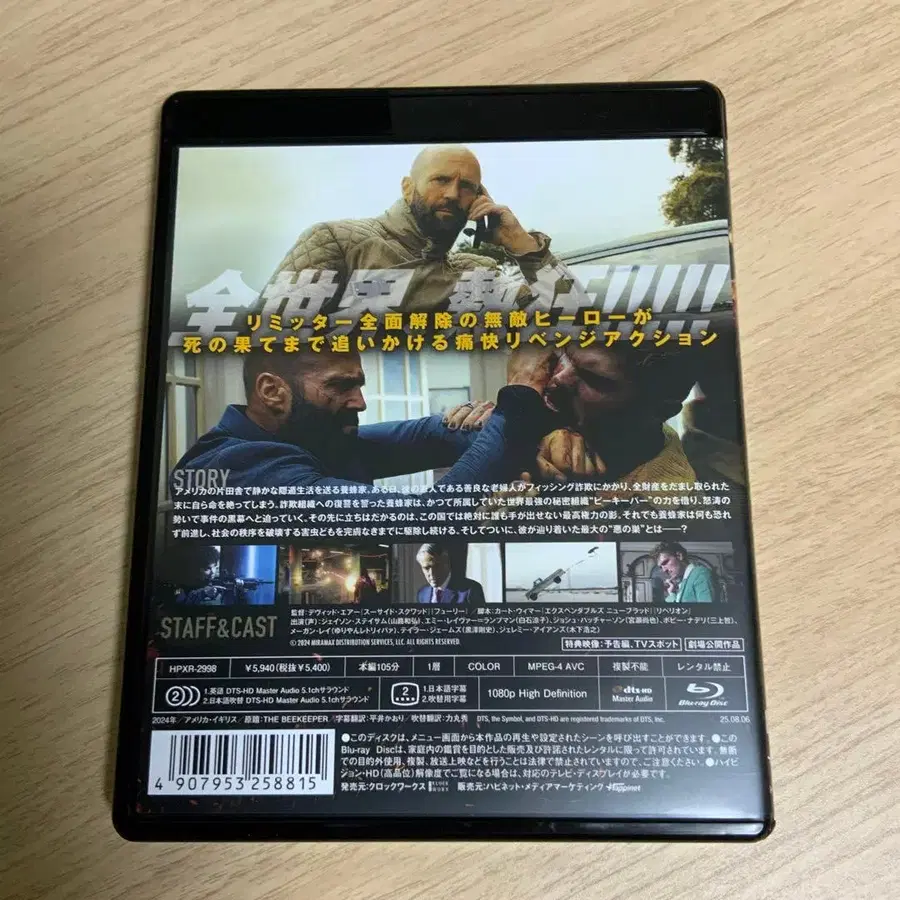 全世界 熱狂!!!!!!
リミッター全面解除の無敵ヒーローが
死の果てまで追いかける痛快リベンジアクション
STORY
アメリカの片田舎で静かな隠遁生活を送る養蜂家。ある日、彼の恩人である善良な老婦人がフィッシング詐欺にかかり、全財産をだまし取られた
末に自ら命を絶ってしまう。詐欺組織への復讐を誓った養蜂家は、かつて所属していた世界最強の秘密組織"ビーキーパー"の力を借り、怒涛の
勢いで事件の黒幕へと迫っていく。その先に立ちはだかるのは、この国では絶対に誰も手が出せない最高権力の影。それでも養蜂家は何も恐れ
ず前進し、社会の秩序を破壊する害虫どもを完膚なきまでに駆除し続ける。そしてついに、彼が辿り着いた最大の"悪の巣"とは――?
STAFF&CAST
監督:デヴィッド・エアー『スーサイド・スクワッド』『フューリー』/脚本:カート・ウィマー『エクスペンダブルズ ニューブラッド』『リベリオン』
出演(声):ジェイソン・ステイサム(山路和弘)、エミー・レイヴァー=ランプマン(白石涼子)、ジョシュ・ハッチャーソン(宮瀬尚也)、ボビー・ナデリ(三上哲)、
メーガン・レイ(ゆりやんレトリィバァ)、テイラー・ジェームズ(黒澤剛史)、ジェレミー・アイアンズ(木下浩之)
© 2024 MIRAMAX DISTRIBUTION SERVICES, LLC. ALL RIGHTS RESERVED.
特典映像:予告編、TVスポット 劇場公開作品
HPXR-2998 ¥5,940(税抜¥5,400) 本編105分 1層 COLOR MPEG-4 AVC 複製不能 レンタル禁止
2 1.英語 DTS-HD Master Audio 5.1chサラウンド
2.日本語吹替 DTS-HD Master Audio 5.1chサラウンド
2 1.日本語字幕
2.吹替用字幕
1080p High Definition
dts-HD Master Audio
Blu-ray Disc
2024年/アメリカ・イギリス/原題:THE BEEKEEPER/字幕翻訳:平井かおり/吹替翻訳:力丸秀 DTS, the Symbol, and DTS-HD are registered trademarks of DTS, Inc. 25.08.06
4 907953 258815
●このディスクは、メニュー画面から本作品の再生や設定されたシーンを呼び出すことができます。●この
Blu-ray Discは、家庭内の鑑賞を目的とした販売及び許諾されたレンタルに限って許可されています。無断
での目的外使用、複製、放送上映などを行うことは法律で禁止されていますので、ご注意ください。●ハイビ
ジョン・HD(高品位)解像度でご覧になる場合は、対応のテレビ・ディスプレイが必要です。
発売元:クロックワークス KLOCK WORX 販売元:ハピネット・メディアマーケティング Happinet